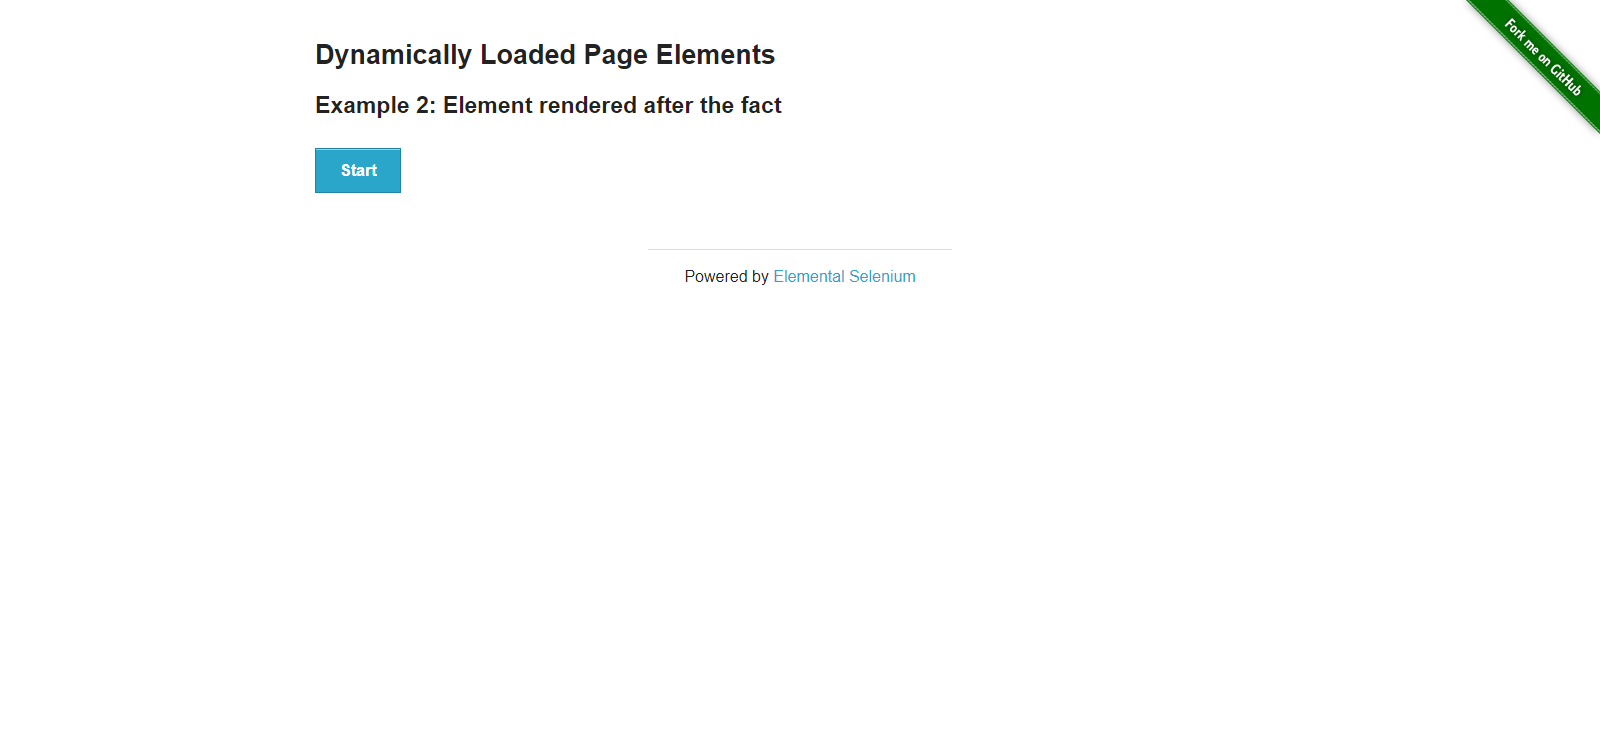 Dynamically Loaded Page Elements
Example 2: Element rendered after the fact
Start
Powered by Elemental Selenium
Fork me on GitHub